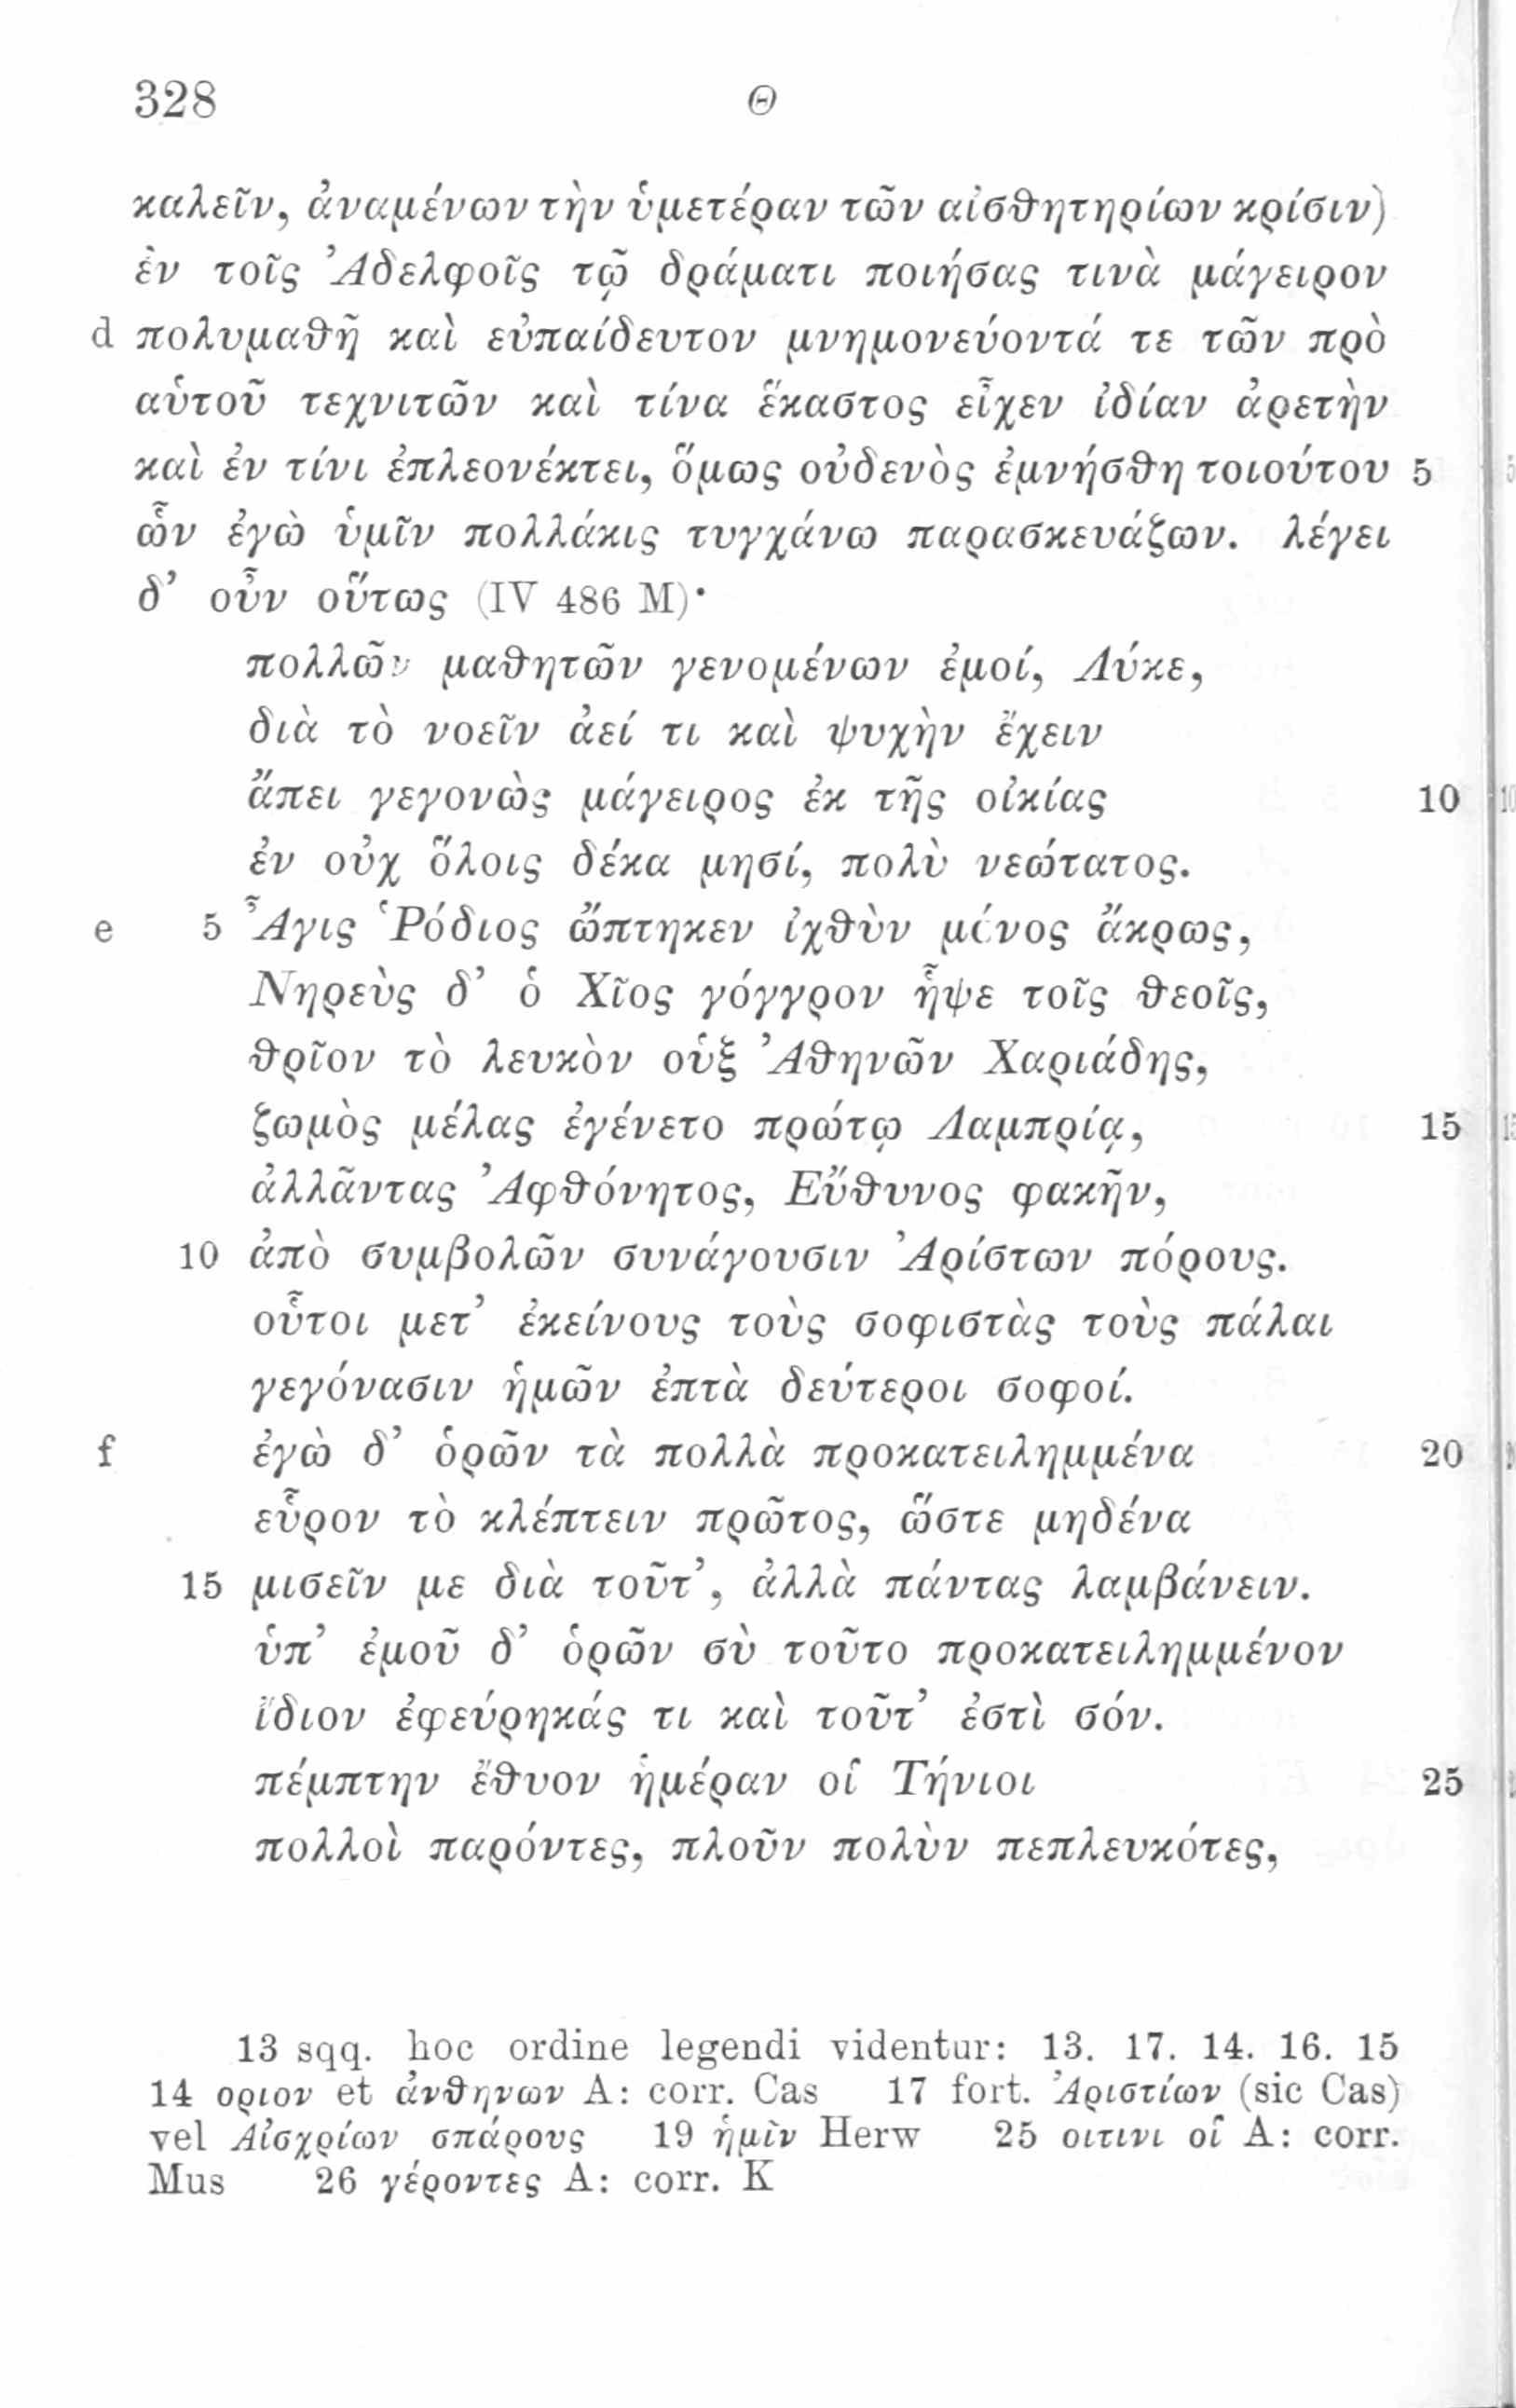 328 Θ
καλεῖν, ἀναμένων τὴν ὑμετέραν τῶν αἰσθητηρίων κρίσιν)
ἐν τοῖς Ἀδελφοῖς τῷ δράματι ποιήσας τινὰ μάγειρον
d πολυμαθῆ καὶ εὐπαίδευτον μνημονεύοντά τε τῶν πρὸ
αὑτοῦ τεχνιτῶν καὶ τίνα ἕκαστος εἶχεν ἰδίαν ἀρετὴν
καὶ ἐν τίνι ἐπλεονέκτει, ὅμως οὐδενὸς ἐμνήσθη τοιούτου 5
ὧν ἐγὼ ὑμῖν πολλάκις τυγχάνω παρασκευάζων. λέγει
δ’ οὖν οὕτως (IV 486 M)·
πολλῶν μαθητῶν γενομένων ἐμοί, Λύκε,
διὰ τὸ νοεῖν ἀεί τι καὶ ψυχὴν ἔχειν
ἄπει γεγονὼς μάγειρος ἐκ τῆς οἰκίας 10
ἐν οὐχ ὅλοις δέκα μησί, πολὺ νεώτατος.
e 5 Ἆγις Ῥόδιος ὤπτηκεν ἰχθὺν μόνος ἄκρως,
Νηρεὺς δ’ ὁ Χῖος γόγγρον ἧψε τοῖς θεοῖς,
θρῖον τὸ λευκὸν οὑξ Ἀθηνῶν Χαριάδης,
ζωμὸς μέλας ἐγένετο πρώτῳ Λαμπρίᾳ, 15
ἀλλᾶντας Ἀφθόνητος, Εὔθυνος φακῆν,
10 ἀπὸ συμβολῶν συνάγουσιν Ἀρίστων πόρους.
οὗτοι μετ’ ἐκείνους τοὺς σοφιστὰς τοὺς πάλαι
γεγόνασιν ἡμῶν ἑπτὰ δεύτεροι σοφοί.
f ἐγὼ δ’ ὁρῶν τὰ πολλὰ προκατειλημμένα 20
εὗρον τὸ κλέπτειν πρῶτος, ὥστε μηδένα
15 μισεῖν με διὰ τοῦτ’, ἀλλὰ πάντας λαμβάνειν.
ὑπ’ ἐμοῦ δ’ ὁρῶν σὺ τοῦτο προκατειλημμένον
ἴδιον ἐφεύρηκάς τι καὶ τοῦτ’ ἐστὶ σόν.
πέμπτην ἔθυον ἡμέραν οἱ Τήνιοι 25
πολλοὶ παρόντες, πλοῦν πολὺν πεπλευκότες,
13 sqq. hoc ordine legendi videntur: 13. 17. 14. 16. 15
14 οριον et ἀνθηνων A: corr. Cas 17 fort. Ἀριστίων (sic Cas)
vel Αἰσχρίων σπάρους 19 ἡμῖν Herw 25 οιτινι οἱ A: corr.
Mus 26 γέροντες A: corr. K